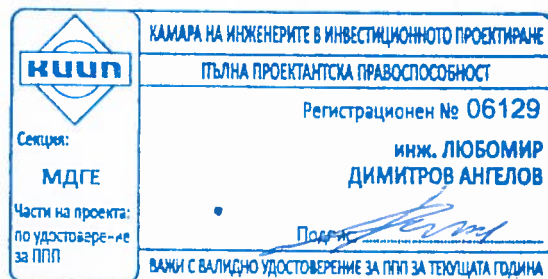 КАМАРА НА ИНЖЕНЕРИТЕ В ИНВЕСТИЦИОННОТО ПРОЕКТИРАНЕ
КИИП
ПЪЛНА ПРОЕКТАНТСКА ПРАВОСПОСОБНОСТ
Регистрационен № 06129
Секция:
МДГЕ
инж. ЛЮБОМИР
ДИМИТРОВ АНГЕЛОВ
Части на проекта:
по удостоверение
за ППП
Подпис
ВАЖИ С ВАЛИДНО УДОСТОВЕРЕНИЕ ЗА ППП ЗА ТЕКУЩАТА ГОДИНА